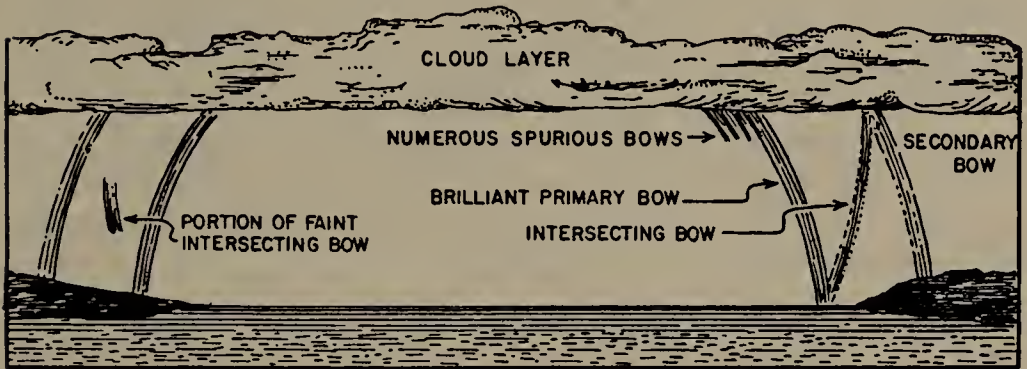 CLOUD LAYER
NUMEROUS SPURIOUS BOWS
SECONDARY
BOW
BRILLIANT PRIMARY BOW
PORTION OF FAINT
INTERSECTING BOW
INTERSECTING BOW